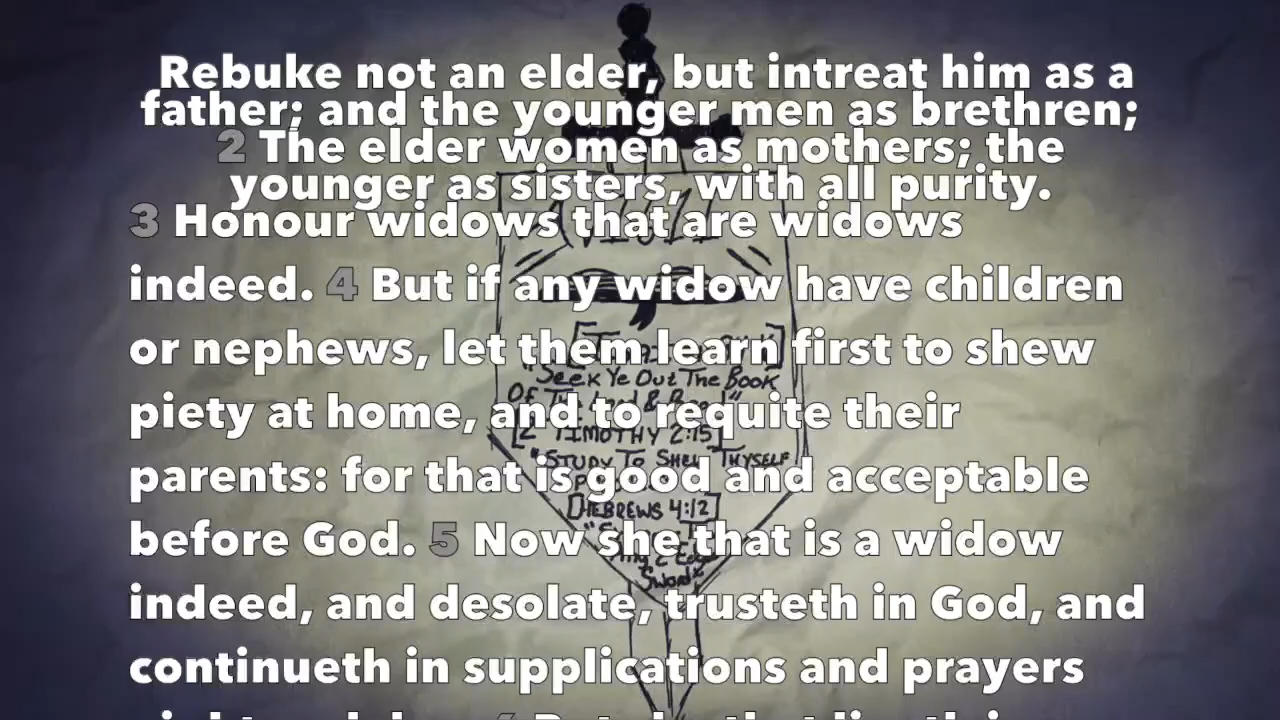 Rebuke not an elder, but intreat him as a
father; and the younger men as brethren;
2 The elder women as mothers; the
younger as sisters, with all purity.
3 Honour widows that are widows
indeed. 4 But if any widow have children
or nephews, let them learn first to shew
"Seek Ye Out The Book
piety at home, and to requite their
[2 TIMOTHY 2:15]
"STUDY TO SHEW THYSELF
parents: for that is good and acceptable
[HEBREWS 4:12]
before God. 5 Now she that is a widow
Sword"
indeed, and desolate, trusteth in God, and
continueth in supplications and prayers